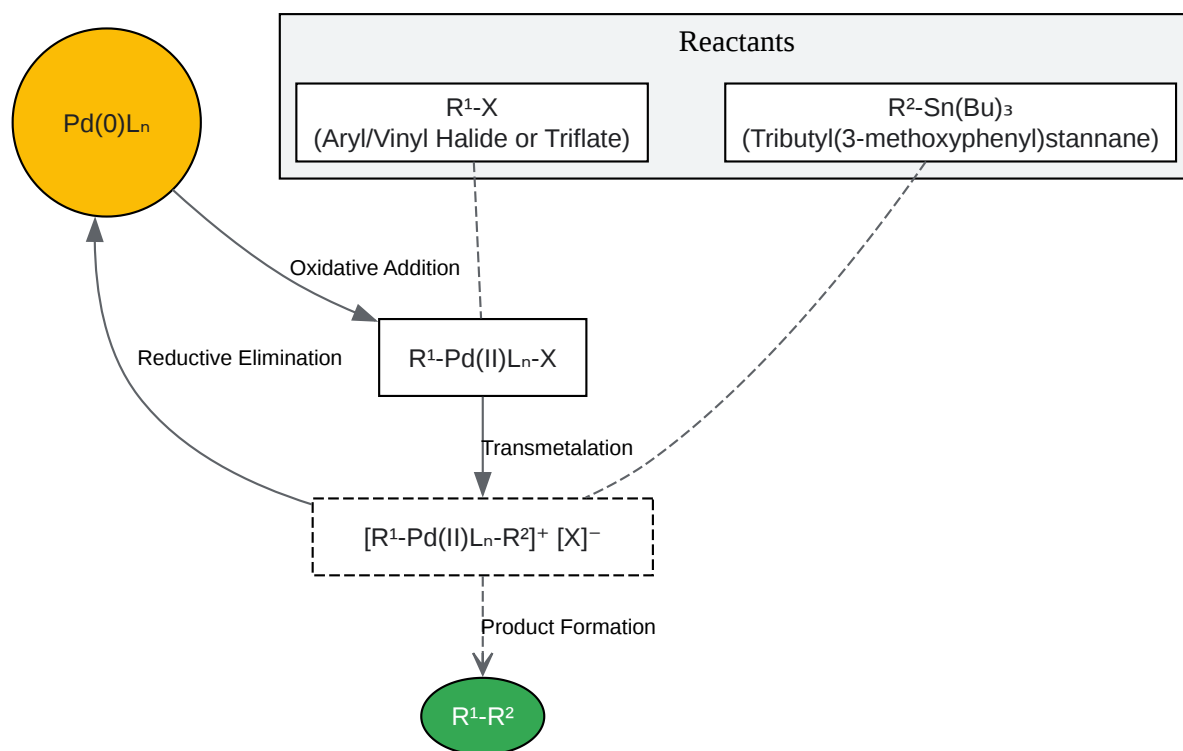 Reactants
Pd(0)Lₙ
R¹-X
(Aryl/Vinyl Halide or Triflate)
R²-Sn(Bu)₃
(Tributyl(3-methoxyphenyl)stannane)
Oxidative Addition
Reductive Elimination
R¹-Pd(II)Lₙ-X
Transmetalation
[R¹-Pd(II)Lₙ-R²]⁺ [X]⁻
Product Formation
R¹-R²